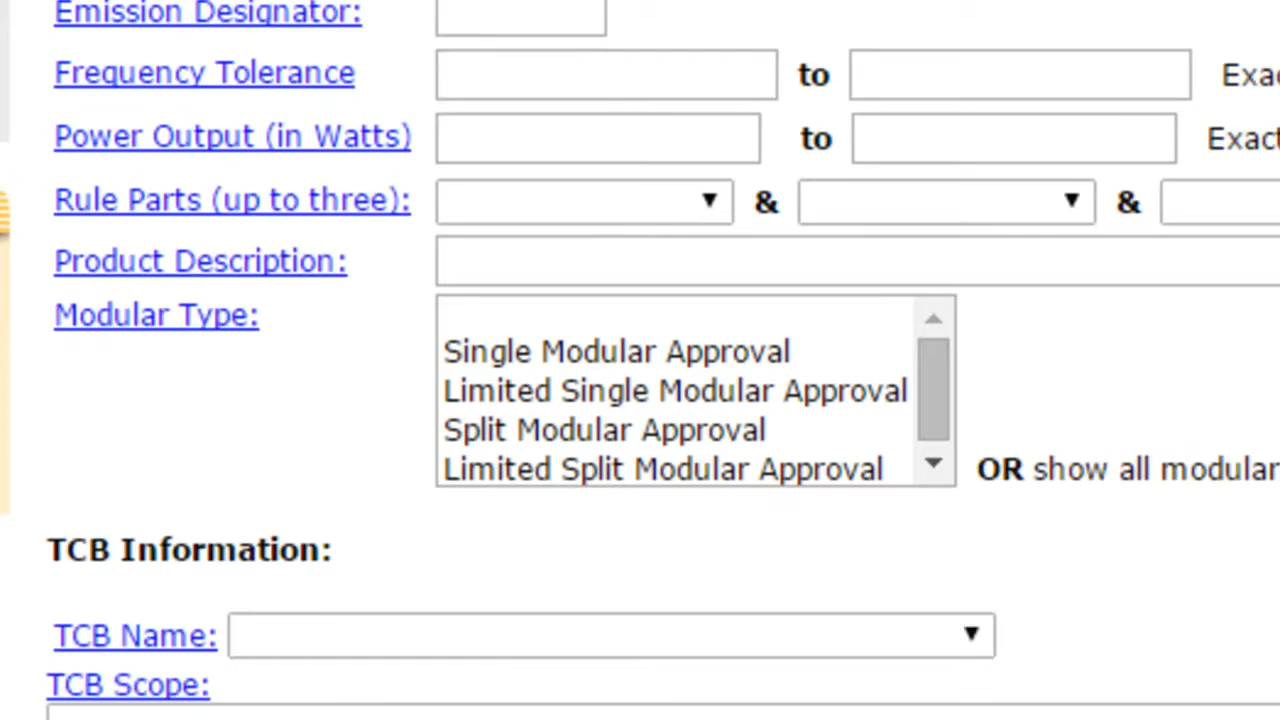 Emission Designator:
Frequency Tolerance to
Power Output (in Watts) to
Rule Parts (up to three): & &
Product Description:
Modular Type:
Single Modular Approval
Limited Single Modular Approval
Split Modular Approval
Limited Split Modular Approval
OR show all modular
TCB Information:
TCB Name:
TCB Scope: